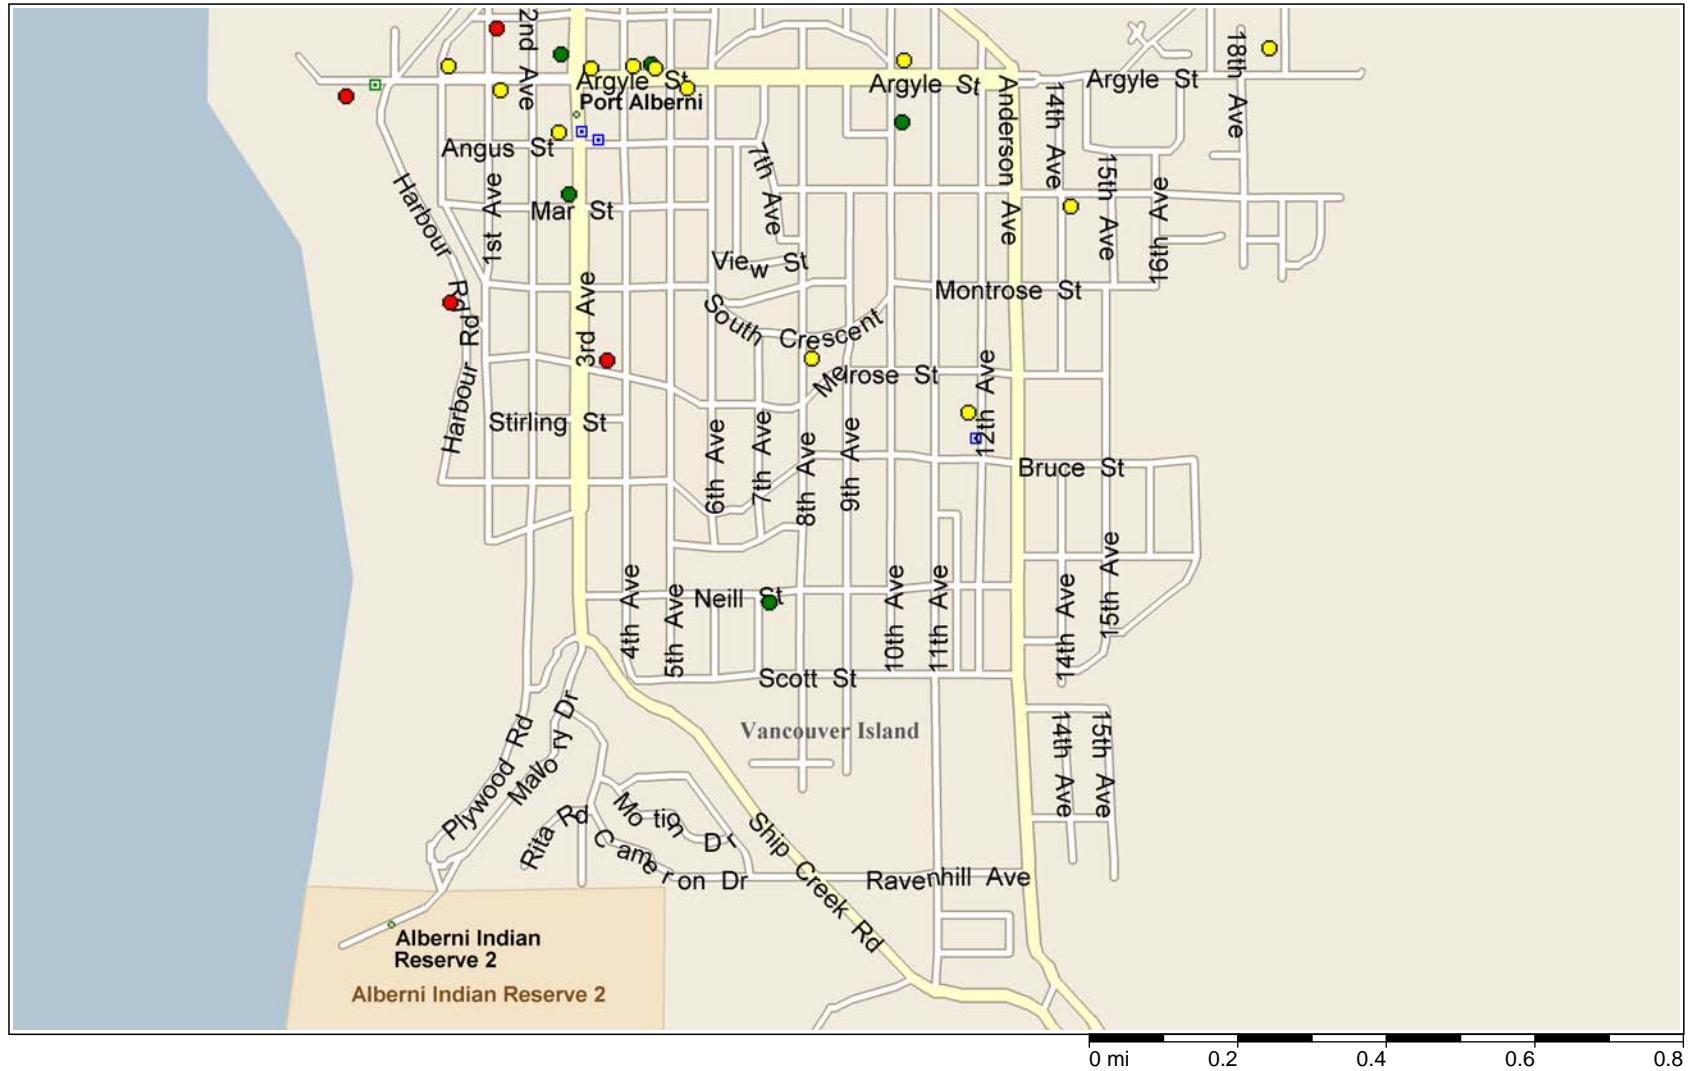 2nd Ave
18th Ave
Argyle St
Argyle St
Argyle St
Port Alberni
Anderson Ave
14th Ave
Angus St
7th Ave
15th Ave
Harbour Rd
1st Ave
16th Ave
Mar St
View St
Montrose St
South Crescent
3rd Ave
Harbour Rd
Melrose St
12th Ave
Stirling St
6th Ave
7th Ave
8th Ave
9th Ave
Bruce St
Neill St
4th Ave
5th Ave
10th Ave
11th Ave
14th Ave
15th Ave
Scott St
Vancouver Island
14th Ave
15th Ave
Plywood Rd
Mallory Dr
Rita Rd
Motion Dr
Cameron Dr
Ship Creek Rd
Ravenhill Ave
Alberni Indian
Reserve 2
Alberni Indian Reserve 2
0 mi 0.2 0.4 0.6 0.8